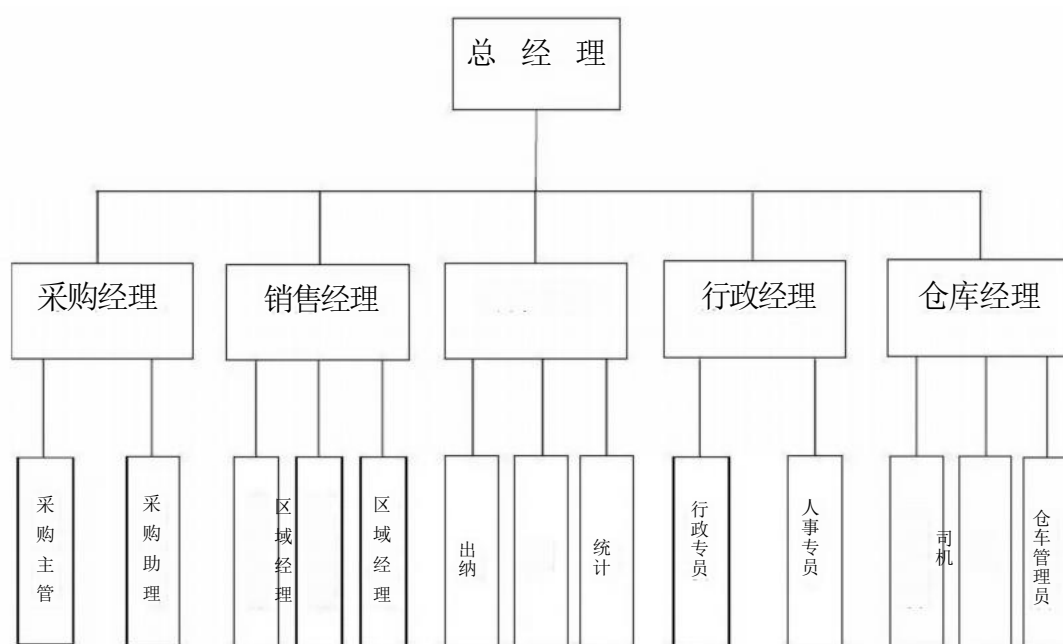 总经理
采购经理
销售经理
行政经理
仓库经理
采购主管
采购助理
区域经理
区域经理
出纳
统计
行政专员
人事专员
司机
仓车管理员